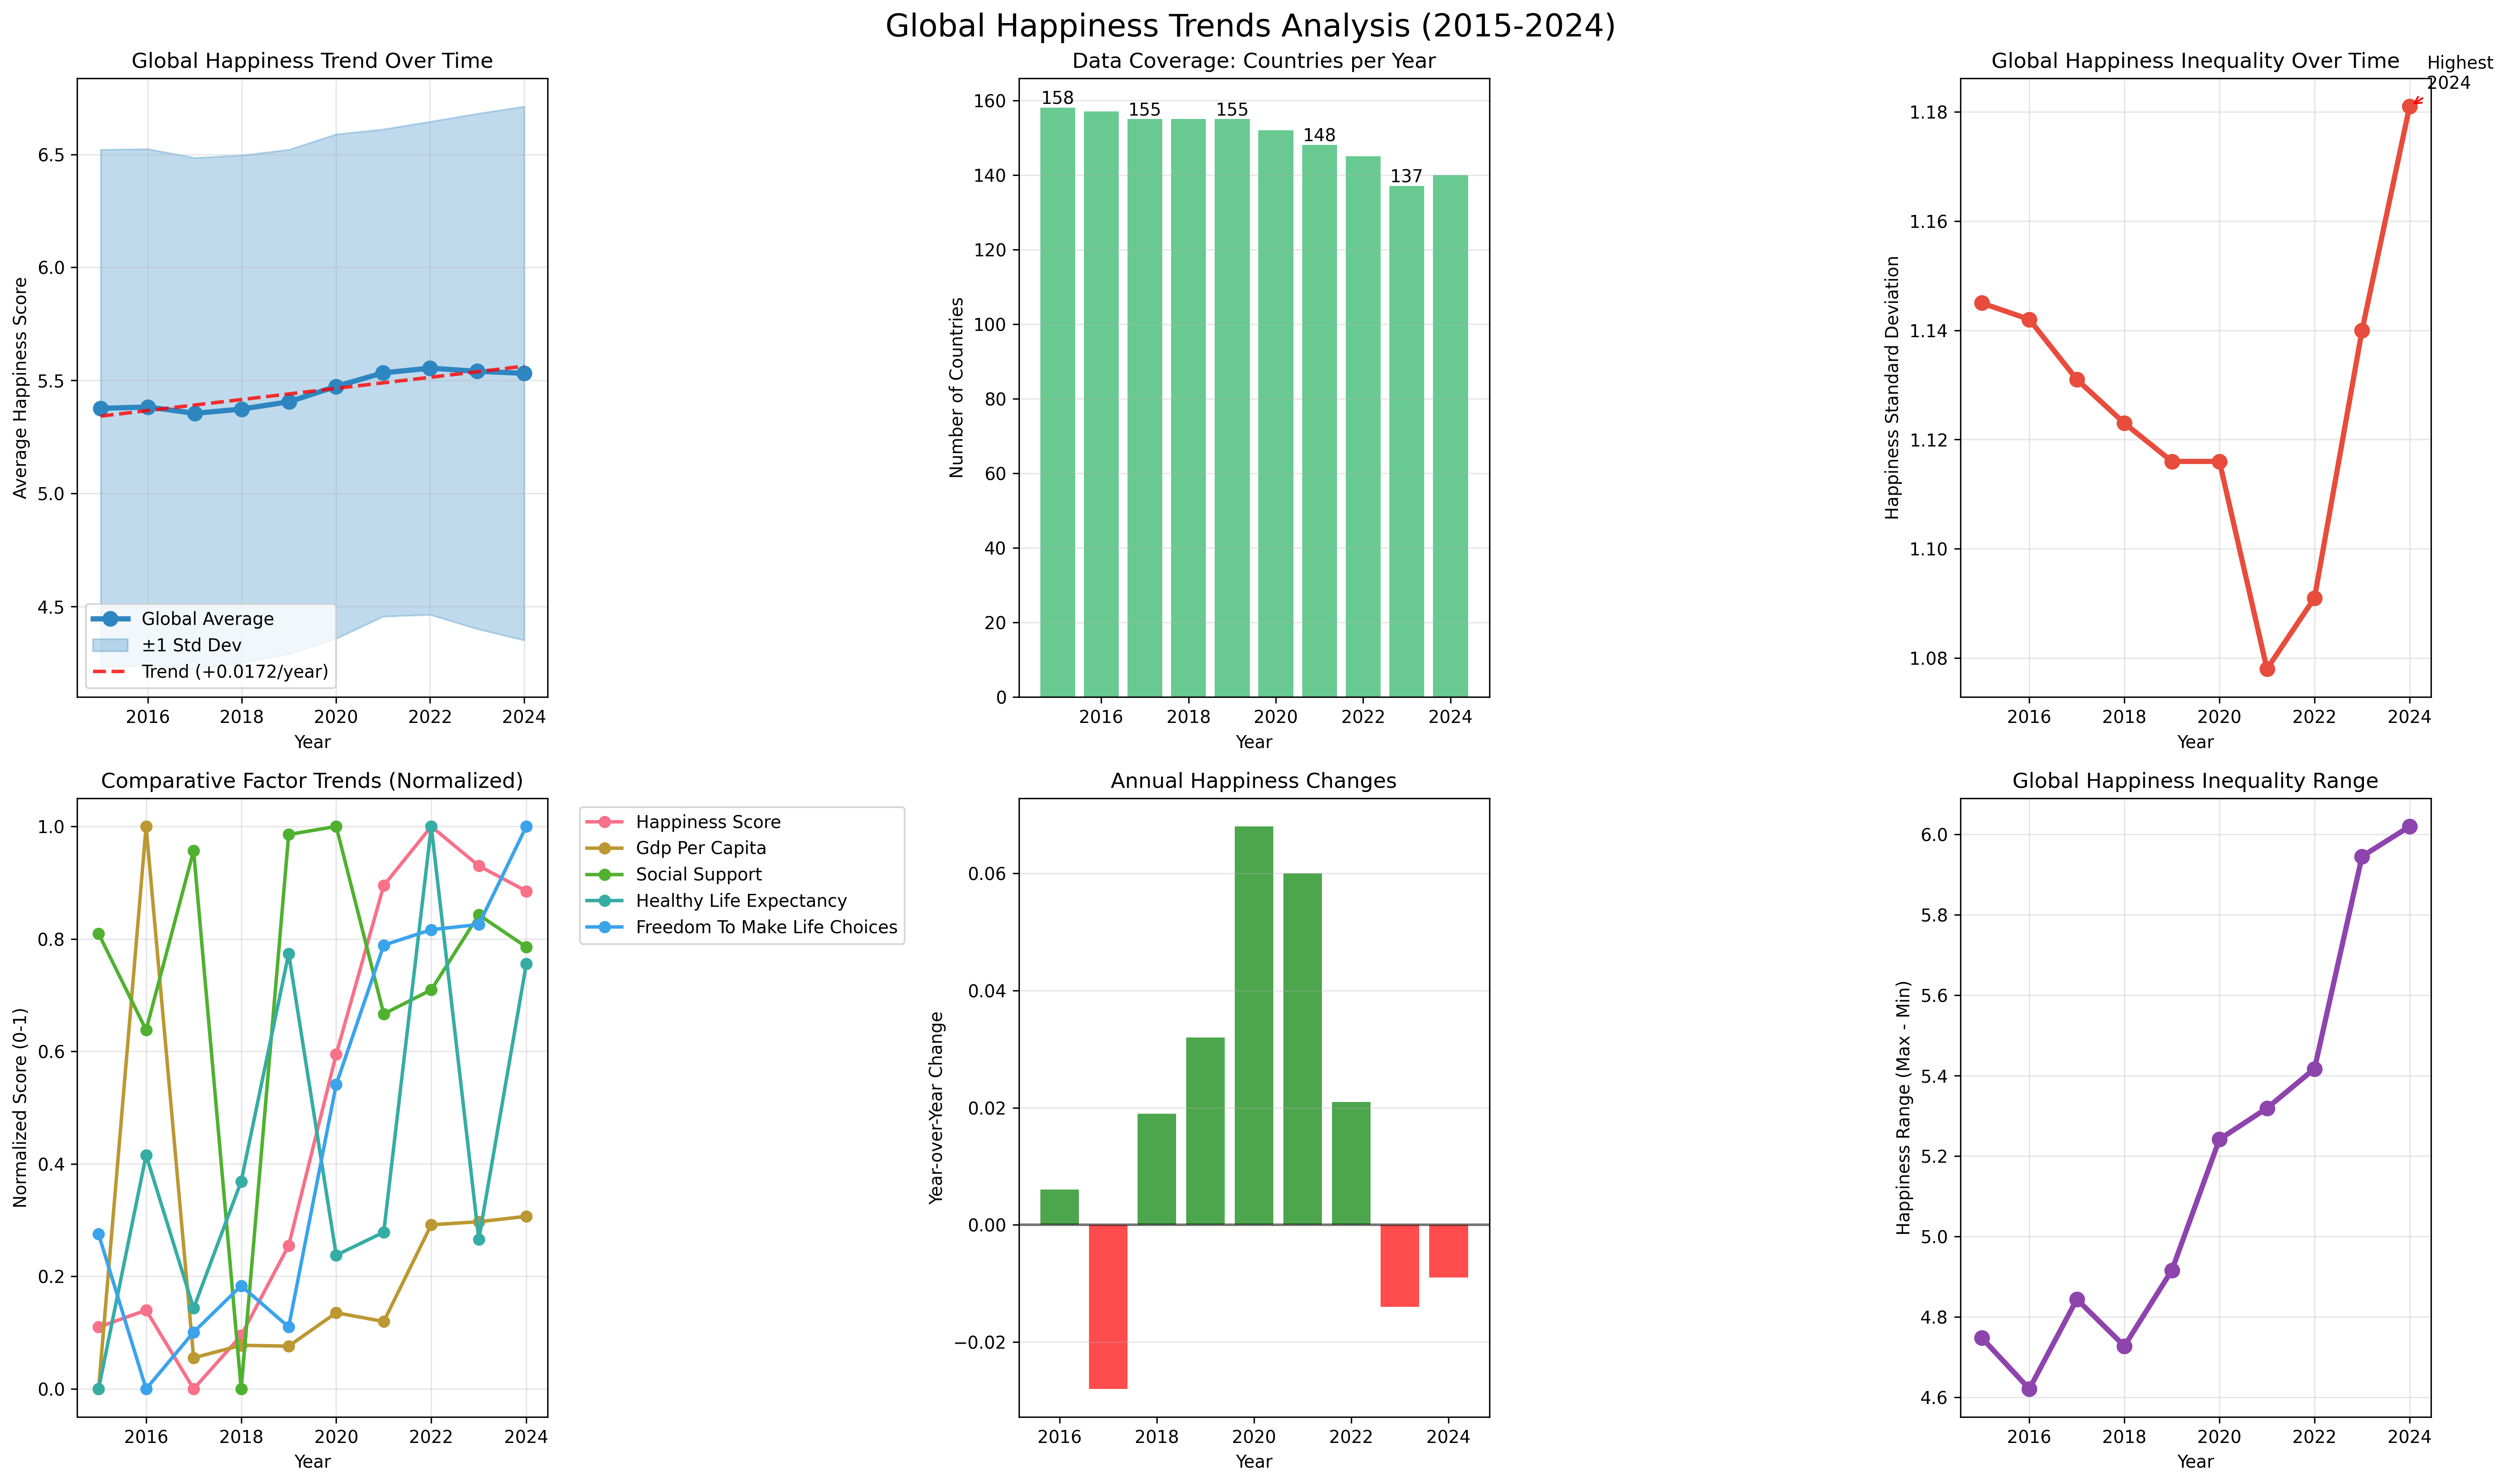 Global Happiness Trends Analysis (2015-2024)
Global Happiness Trend Over Time
Average Happiness Score
6.5
6.0
5.5
5.0
4.5
Global Average
±1 Std Dev
Trend (+0.0172/year)
2016 2018 2020 2022 2024
Year
Data Coverage: Countries per Year
Number of Countries
160
140
120
100
80
60
40
20
0
158 155 155 148 137
2016 2018 2020 2022 2024
Year
Global Happiness Inequality Over Time
Highest
2024
Happiness Standard Deviation
1.18
1.16
1.14
1.12
1.10
1.08
2016 2018 2020 2022 2024
Year
Comparative Factor Trends (Normalized)
Normalized Score (0-1)
1.0
0.8
0.6
0.4
0.2
0.0
2016 2018 2020 2022 2024
Year
Happiness Score
Gdp Per Capita
Social Support
Healthy Life Expectancy
Freedom To Make Life Choices
Annual Happiness Changes
Year-over-Year Change
0.06
0.04
0.02
0.00
−0.02
2016 2018 2020 2022 2024
Year
Global Happiness Inequality Range
Happiness Range (Max - Min)
6.0
5.8
5.6
5.4
5.2
5.0
4.8
4.6
2016 2018 2020 2022 2024
Year